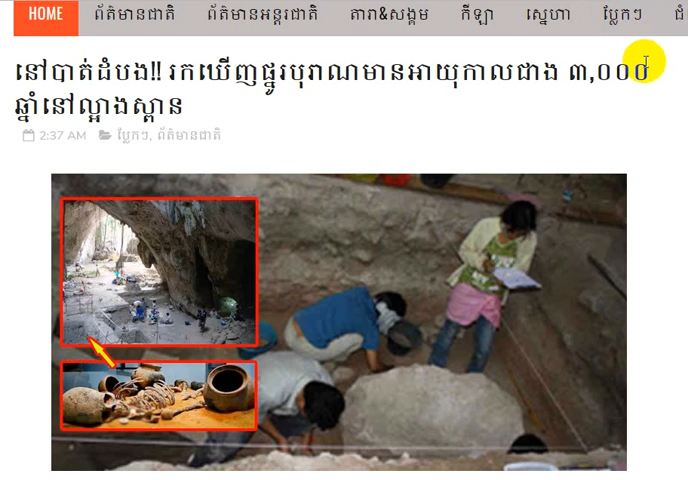 HOME ព័ត៌មានជាតិ ព័ត៌មានអន្តរជាតិ តារា&សង្គម កីឡា ស្នេហា ប្លែកៗ ជំ
នៅបាត់ដំបង!! រកឃើញផ្នូរបុរាណមានអាយុកាលជាង ៣,០០០
ឆ្នាំនៅល្អាងស្ពាន
2:37 AM ប្លែកៗ, ព័ត៌មានជាតិ